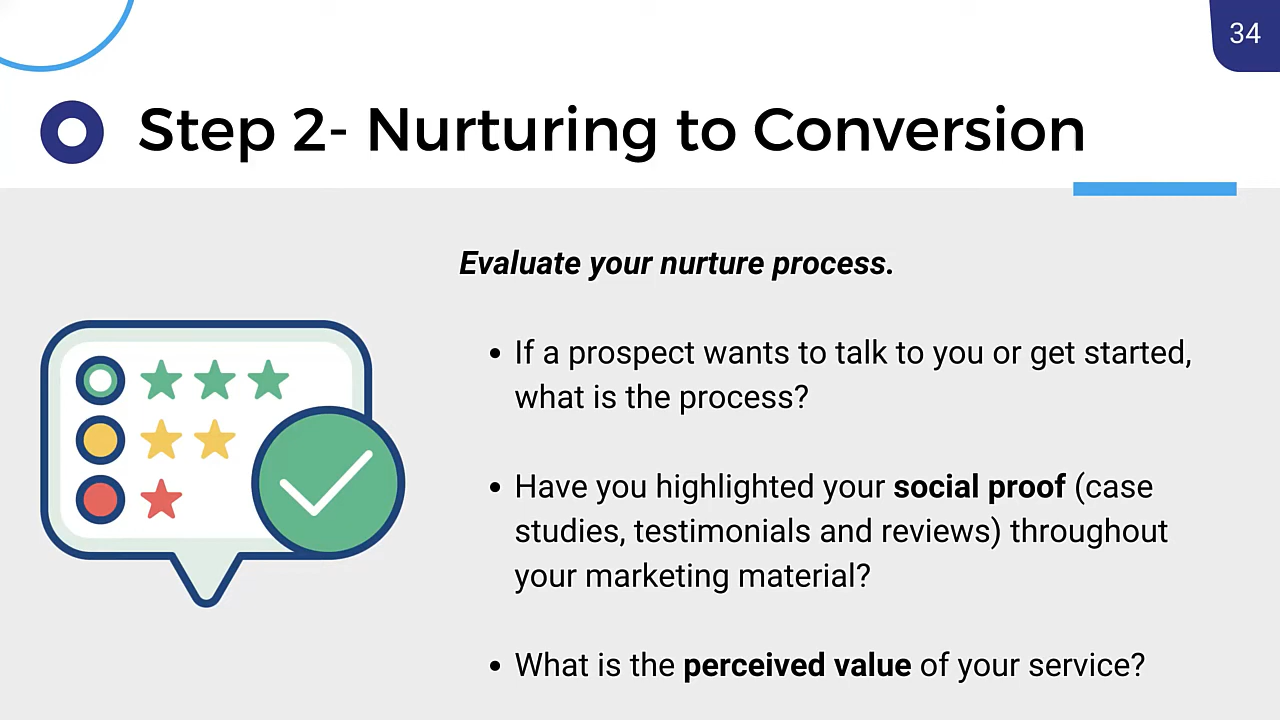 34
Step 2- Nurturing to Conversion
Evaluate your nurture process.
• If a prospect wants to talk to you or get started,
what is the process?
• Have you highlighted your social proof (case
studies, testimonials and reviews) throughout
your marketing material?
• What is the perceived value of your service?